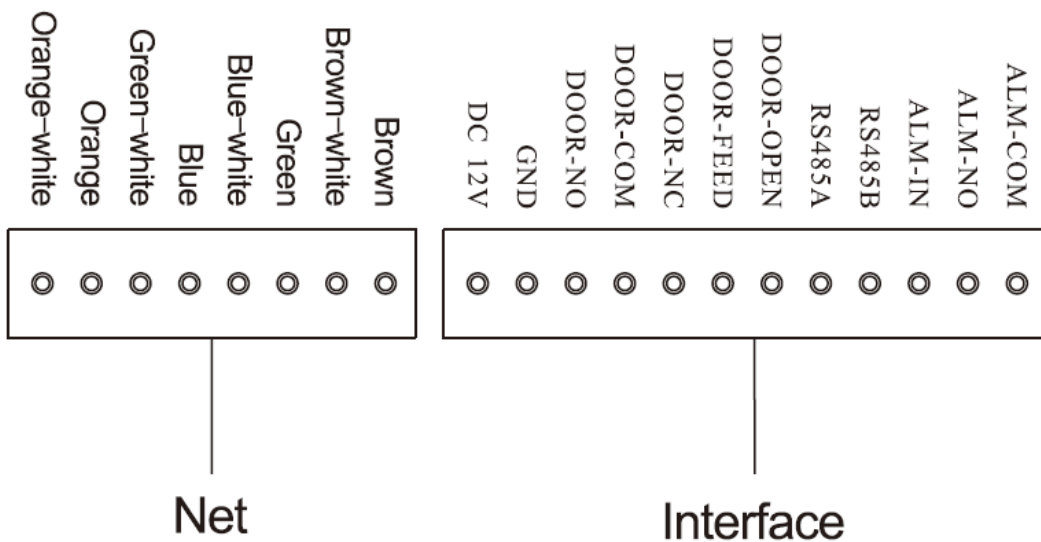 Orange-white
Orange
Green-white
Blue
Blue-white
Green
Brown-white
Brown
DC 12V
GND
DOOR-NO
DOOR-COM
DOOR-NC
DOOR-FEED
DOOR-OPEN
RS485A
RS485B
ALM-IN
ALM-NO
ALM-COM
Net
Interface